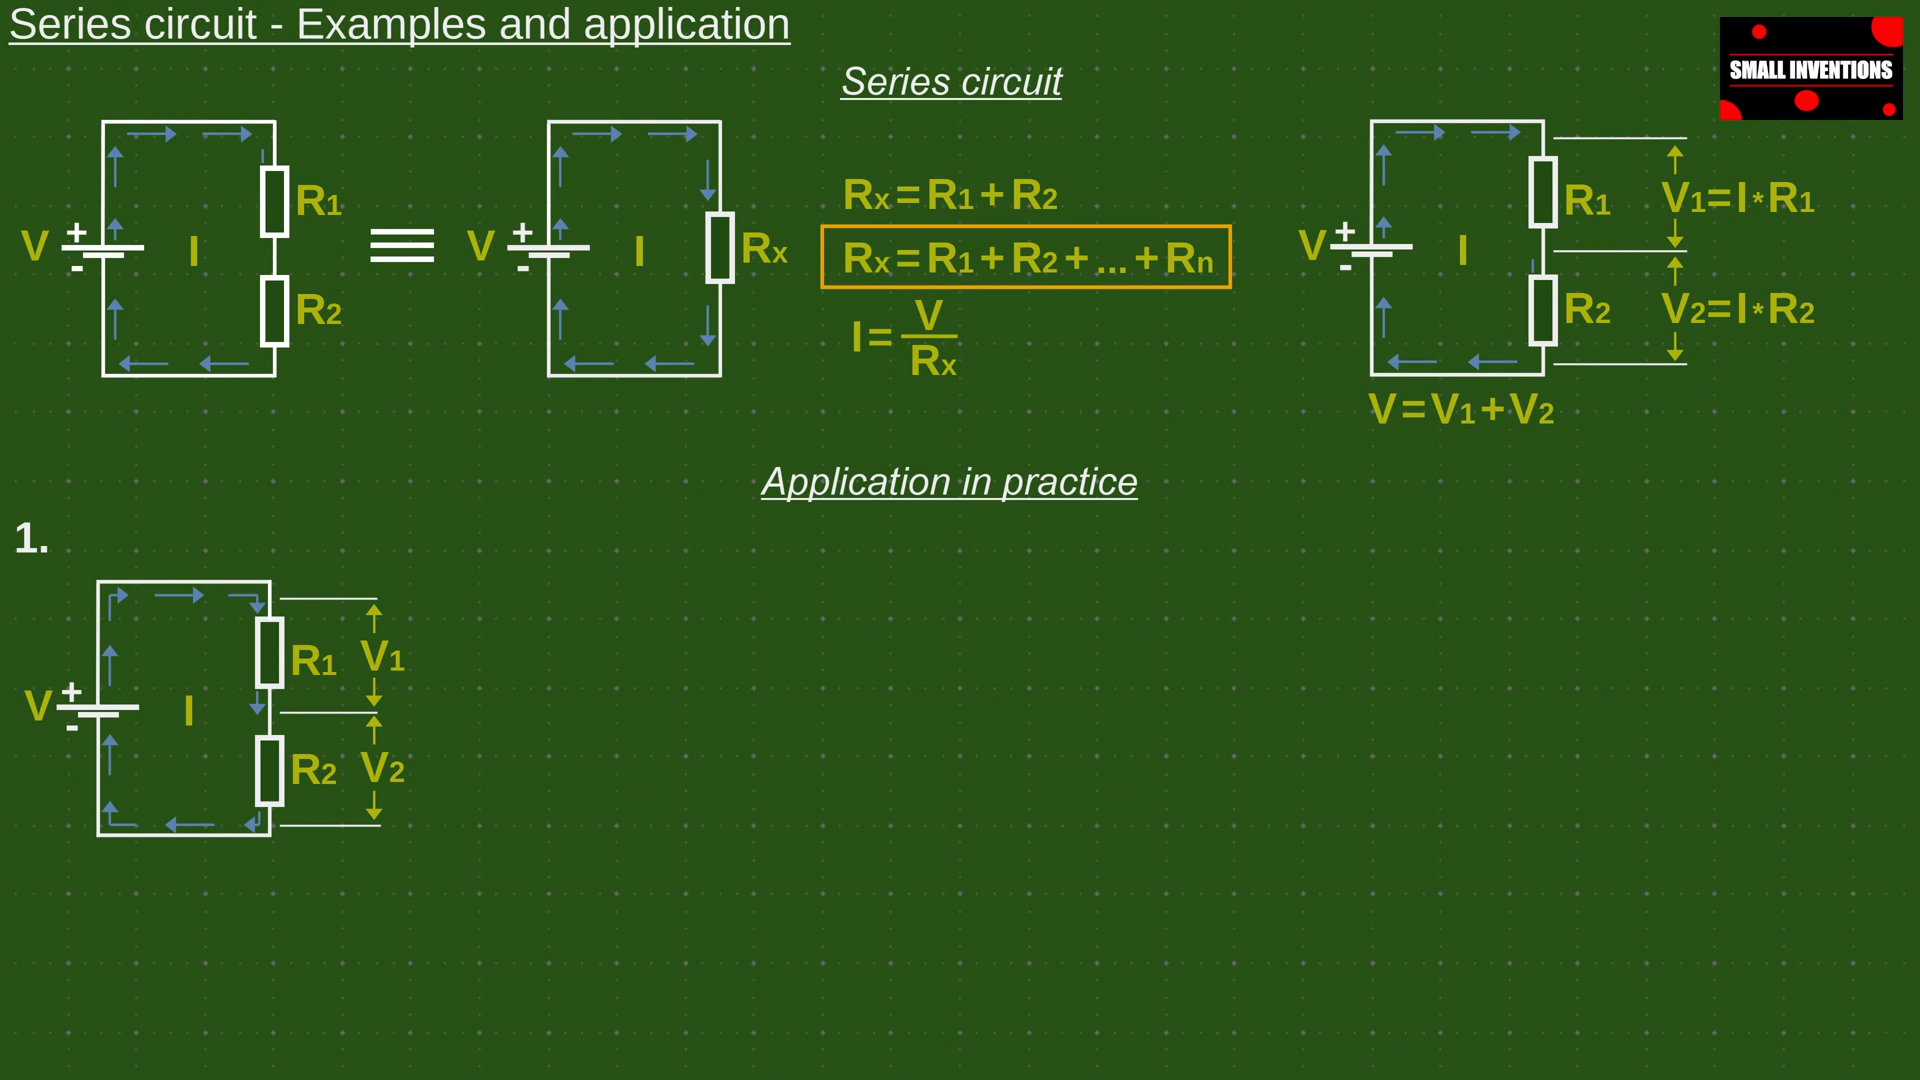 Series circuit - Examples and application
SMALL INVENTIONS
Series circuit
V + - I R1 R2
V + - I Rx
Rx=R1+R2
Rx=R1+R2+...+Rn
I=V/Rx
V + - I R1 R2
V1=I*R1
V2=I*R2
V=V1+V2
Application in practice
1.
V + - I R1 R2
V1
V2